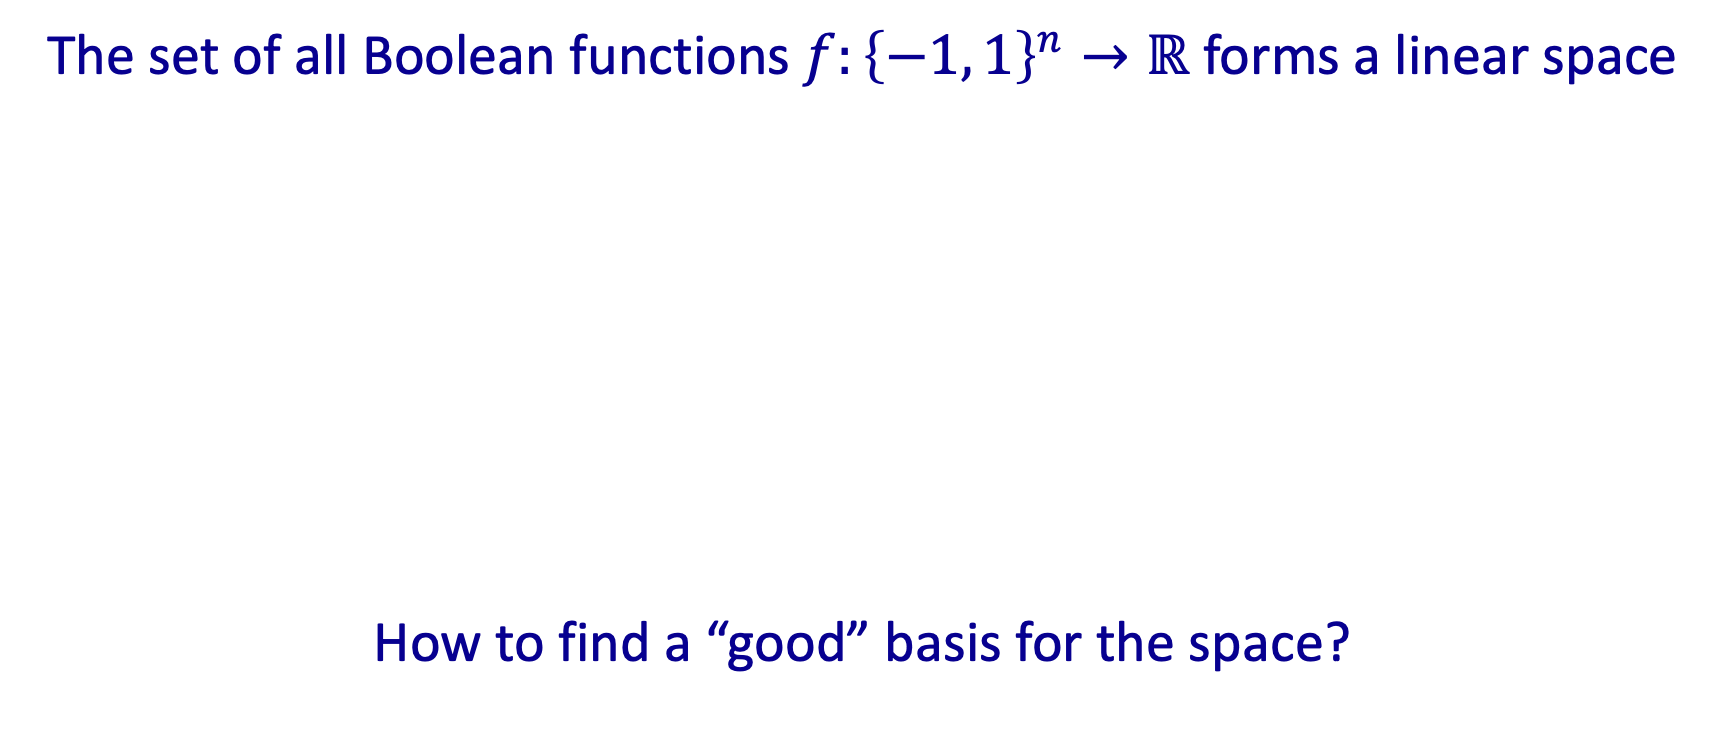 The set of all Boolean functions 𝑓: {−1, 1}ⁿ → ℝ forms a linear space
How to find a “good” basis for the space?